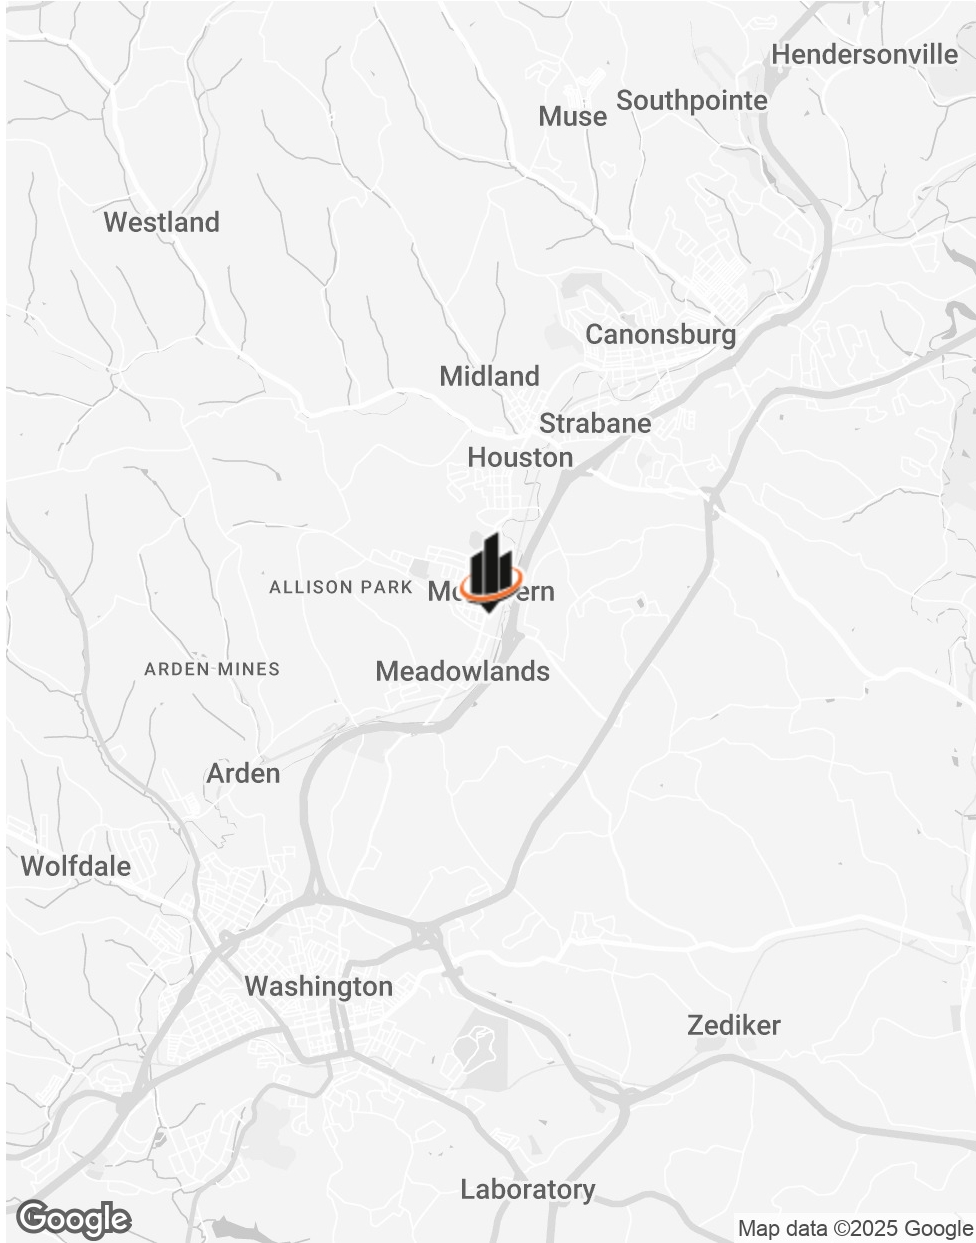 Hendersonville
Southpointe
Muse
Westland
Canonsburg
Midland
Strabane
Houston
ALLISON PARK
Meadowlands
ARDEN MINES
Arden
Wolfdale
Washington
Zediker
Laboratory
Google
Map data ©2025 Google